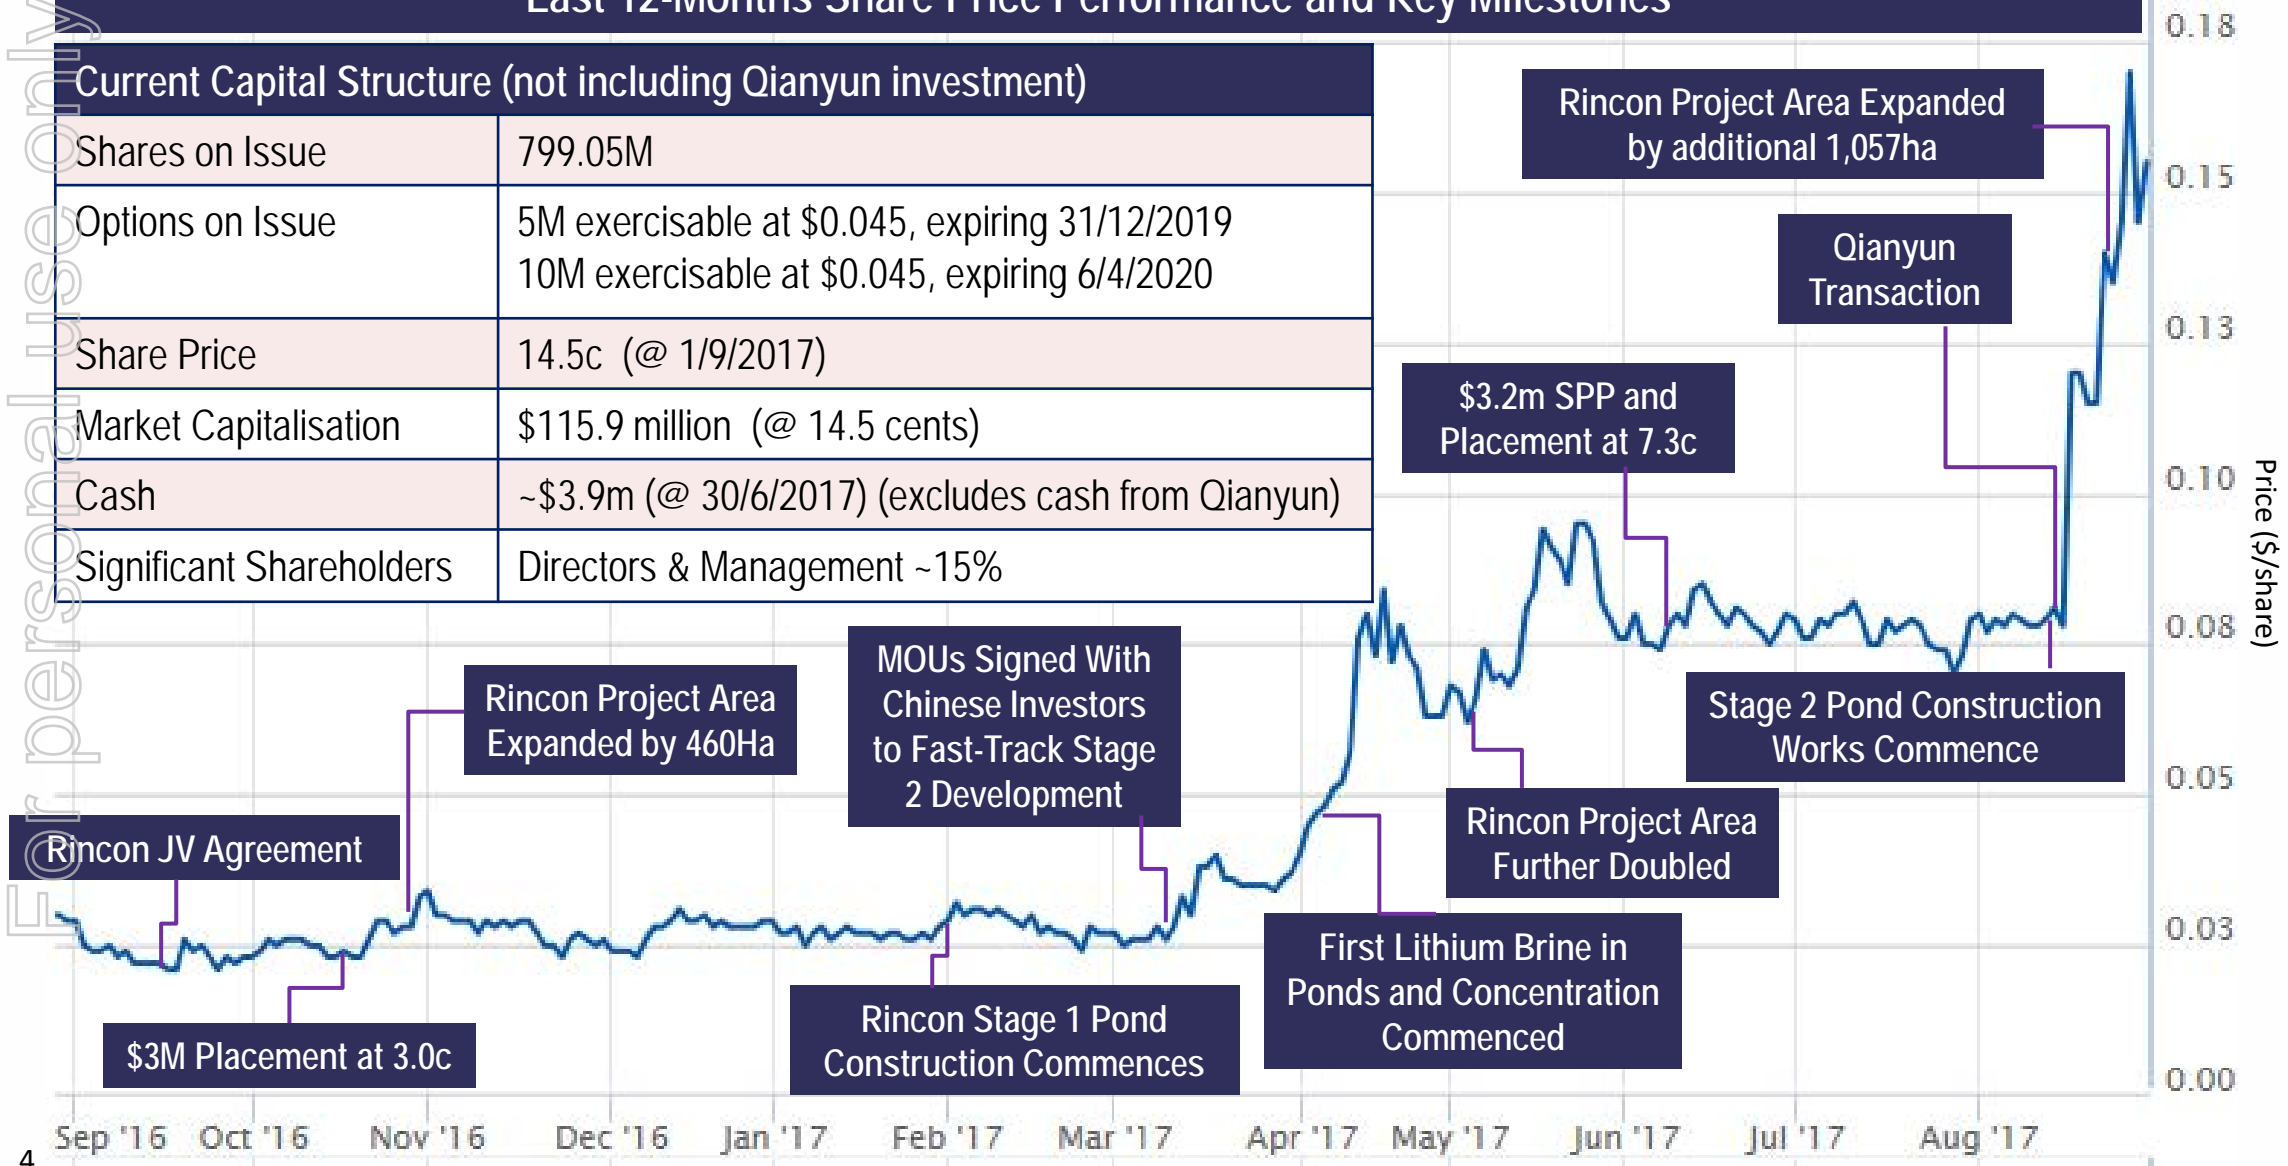 Last 12-Months Share Price Performance and Key Milestones
Current Capital Structure (not including Qianyun investment)
Shares on Issue 799.05M
Options on Issue 5M exercisable at $0.045, expiring 31/12/2019
10M exercisable at $0.045, expiring 6/4/2020
Share Price 14.5c (@ 1/9/2017)
Market Capitalisation $115.9 million (@ 14.5 cents)
Cash ~$3.9m (@ 30/6/2017) (excludes cash from Qianyun)
Significant Shareholders Directors & Management ~15%
Rincon Project Area Expanded
by additional 1,057ha
Qianyun
Transaction
$3.2m SPP and
Placement at 7.3c
MOUs Signed With
Chinese Investors
to Fast-Track Stage
2 Development
Rincon Project Area
Expanded by 460Ha
Stage 2 Pond Construction
Works Commence
Rincon JV Agreement
Rincon Project Area
Further Doubled
First Lithium Brine in
Ponds and Concentration
Commenced
Rincon Stage 1 Pond
Construction Commences
$3M Placement at 3.0c
0.18
0.15
0.13
0.10
0.08
0.05
0.03
0.00
Price ($/share)
Sep '16 Oct '16 Nov '16 Dec '16 Jan '17 Feb '17 Mar '17 Apr '17 May '17 Jun '17 Jul '17 Aug '17
For personal use only
4